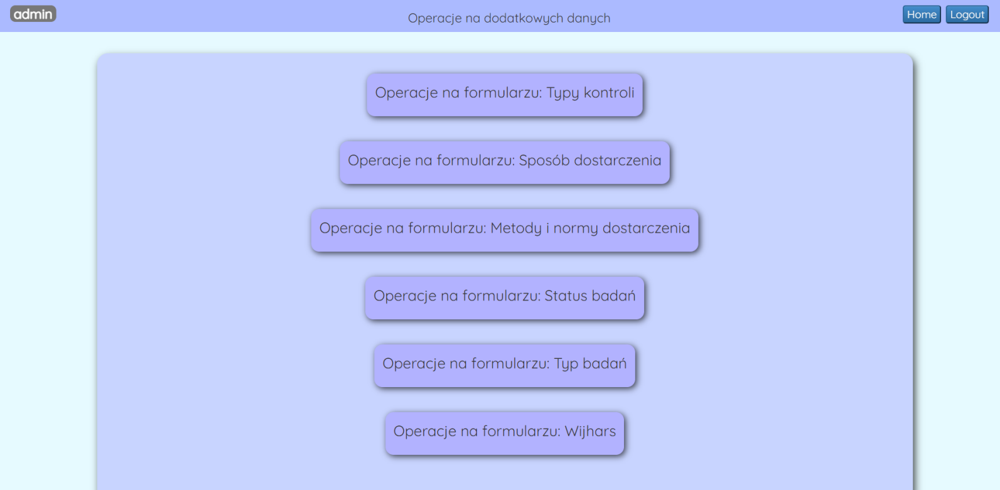 admin
Operacje na dodatkowych danych
Home
Logout
Operacje na formularzu: Typy kontroli
Operacje na formularzu: Sposób dostarczenia
Operacje na formularzu: Metody i normy dostarczenia
Operacje na formularzu: Status badań
Operacje na formularzu: Typ badań
Operacje na formularzu: Wijhars